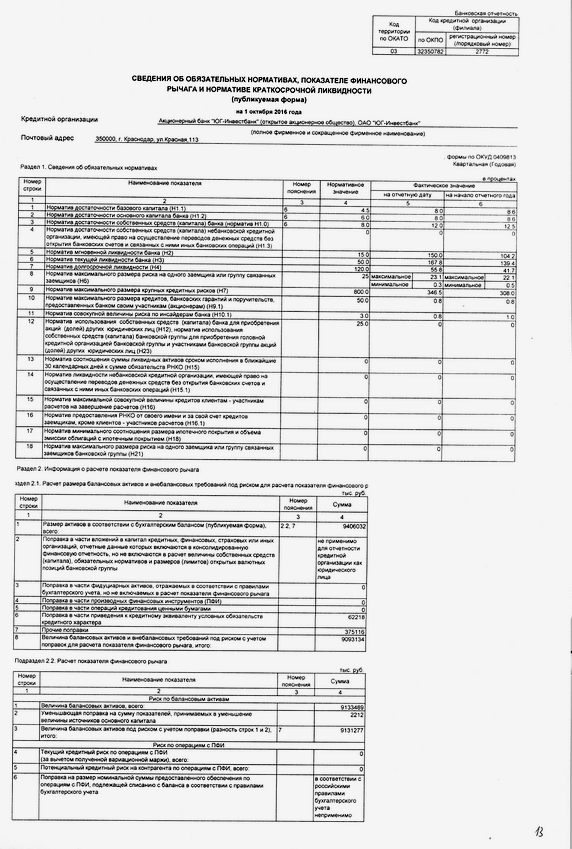 Банковская отчетность
Код территории по ОКАТО
Код кредитной организации (филиала)
по ОКПО
регистрационный номер (/порядковый номер)
03 32350782 2772
СВЕДЕНИЯ ОБ ОБЯЗАТЕЛЬНЫХ НОРМАТИВАХ, ПОКАЗАТЕЛЕ ФИНАНСОВОГО
РЫЧАГА И НОРМАТИВЕ КРАТКОСРОЧНОЙ ЛИКВИДНОСТИ
(публикуемая форма)
на 1 октября 2016 года
Кредитной организации Акционерный банк "ЮГ-Инвестбанк" (открытое акционерное общество), ОАО "ЮГ-Инвестбанк"
(полное фирменное и сокращенное фирменное наименование)
Почтовый адрес 350000, г. Краснодар, ул.Красная,113
формы по ОКУД 0409813
Квартальная (Годовая)
Раздел 1. Сведения об обязательных нормативах
в процентах
Номер строки Наименование показателя Номер пояснения Нормативное значение Фактическое значение
на отчетную дату на начало отчетного года
1 2 3 4 5 6
1 Норматив достаточности базового капитала (Н1.1) 6 4.5 8.0 8.6
2 Норматив достаточности основного капитала банка (Н1.2) 6 6.0 8.0 8.6
3 Норматив достаточности собственных средств (капитала) банка (норматив Н1.0) 6 8.0 12.0 12.5
4 Норматив достаточности собственных средств (капитала) небанковской кредитной 0 0 0
организации, имеющей право на осуществление переводов денежных средств без
открытия банковских счетов и связанных с ними иных банковских операций (Н1.3)
5 Норматив мгновенной ликвидности банка (Н2) 15.0 150.0 104.2
6 Норматив текущей ликвидности банка (Н3) 50.0 167.8 139.4
7 Норматив долгосрочной ликвидности (Н4) 120.0 55.8 41.7
8 Норматив максимального размера риска на одного заемщика или группу связанных 25 максимальное 23.1 максимальное 22.1
заемщиков (Н6) минимальное 0.3 минимальное 0.5
9 Норматив максимального размера крупных кредитных рисков (Н7) 800.0 346.5 308.0
10 Норматив максимального размера кредитов, банковских гарантий и поручительств, 50.0 0.8 0.8
предоставленных банком своим участникам (акционерам) (Н9.1)
11 Норматив совокупной величины риска по инсайдерам банка (Н10.1) 3.0 0.8 1.0
12 Норматив использования собственных средств (капитала) банка для приобретения 25.0 0 0
акций (долей) других юридических лиц (Н12), норматив использования
собственных средств (капитала) банковской группы для приобретения головной
кредитной организацией банковской группы и участниками банковской группы акций
(долей) других юридических лиц (Н23)
13 Норматив соотношения суммы ликвидных активов сроком исполнения в ближайшие 0 0 0
30 календарных дней к сумме обязательств РНКО (Н15)
14 Норматив ликвидности небанковской кредитной организации, имеющей право на 0 0 0
осуществление переводов денежных средств без открытия банковских счетов и
связанных с ними иных банковских операций (Н15.1)
15 Норматив максимальной совокупной величины кредитов клиентам - участникам 0 0 0
расчетов на завершение расчетов (Н16)
16 Норматив предоставления РНКО от своего имени и за свой счет кредитов 0 0 0
заемщикам, кроме клиентов - участников расчетов (Н16.1)
17 Норматив минимального соотношения размера ипотечного покрытия и объема 0 0 0
эмиссии облигаций с ипотечным покрытием (Н18)
18 Норматив максимального размера риска на одного заемщика или группу связанных 0 0 0
заемщиков банковской группы (Н21)
Раздел 2. Информация о расчете показателя финансового рычага
здел 2.1. Расчет размера балансовых активов и внебалансовых требований под риском для расчета показателя финансового р
тыс. руб.
Номер строки Наименование показателя Номер пояснения Сумма
1 2 3 4
1 Размер активов в соответствии с бухгалтерским балансом (публикуемая форма), 2.2, 7 9406032
всего:
2 Поправка в части вложений в капитал кредитных, финансовых, страховых или иных не применимо
организаций, отчетные данные которых включаются в консолидированную для отчетности
финансовую отчетность, но не включаются в расчет величины собственных средств кредитной
(капитала), обязательных нормативов и размеров (лимитов) открытых валютных организации как
позиций банковской группы юридического
лица
3 Поправка в части фидуциарных активов, отражаемых в соответствии с правилами 0
бухгалтерского учета, но не включаемых в расчет показателя финансового рычага
4 Поправка в части производных финансовых инструментов (ПФИ) 0
5 Поправка в части операций кредитования ценными бумагами 0
6 Поправка в части приведения к кредитному эквиваленту условных обязательств 62218
кредитного характера
7 Прочие поправки 375116
8 Величина балансовых активов и внебалансовых требований под риском с учетом 9093134
поправок для расчета показателя финансового рычага, итого:
Подраздел 2.2. Расчет показателя финансового рычага
тыс. руб.
Номер строки Наименование показателя Номер пояснения Сумма
1 2 3 4
Риск по балансовым активам
1 Величина балансовых активов, всего: 9133489
2 Уменьшающая поправка на сумму показателей, принимаемых в уменьшение 2212
величины источников основного капитала
3 Величина балансовых активов под риском с учетом поправки (разность строк 1 и 2), 7 9131277
итого:
Риск по операциям с ПФИ
4 Текущий кредитный риск по операциям с ПФИ 0
(за вычетом полученной вариационной маржи), всего:
5 Потенциальный кредитный риск на контрагента по операциям с ПФИ, всего: 0
6 Поправка на размер номинальной суммы предоставленного обеспечения по в соответствии с
операциям с ПФИ, подлежащей списанию с баланса в соответствии с правилами российскими
бухгалтерского учета правилами
бухгалтерского
учета
неприменимо
13